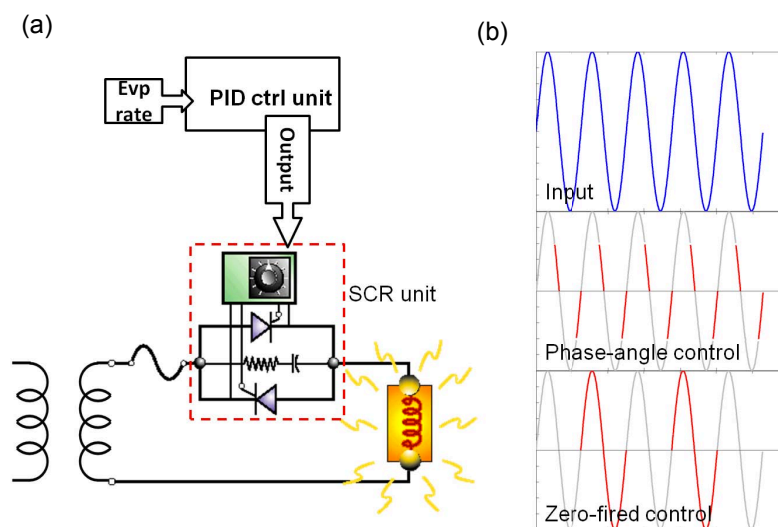 (a)
Evp
rate
PID ctrl unit
Output
SCR unit
(b)
Input
Phase-angle control
Zero-fired control